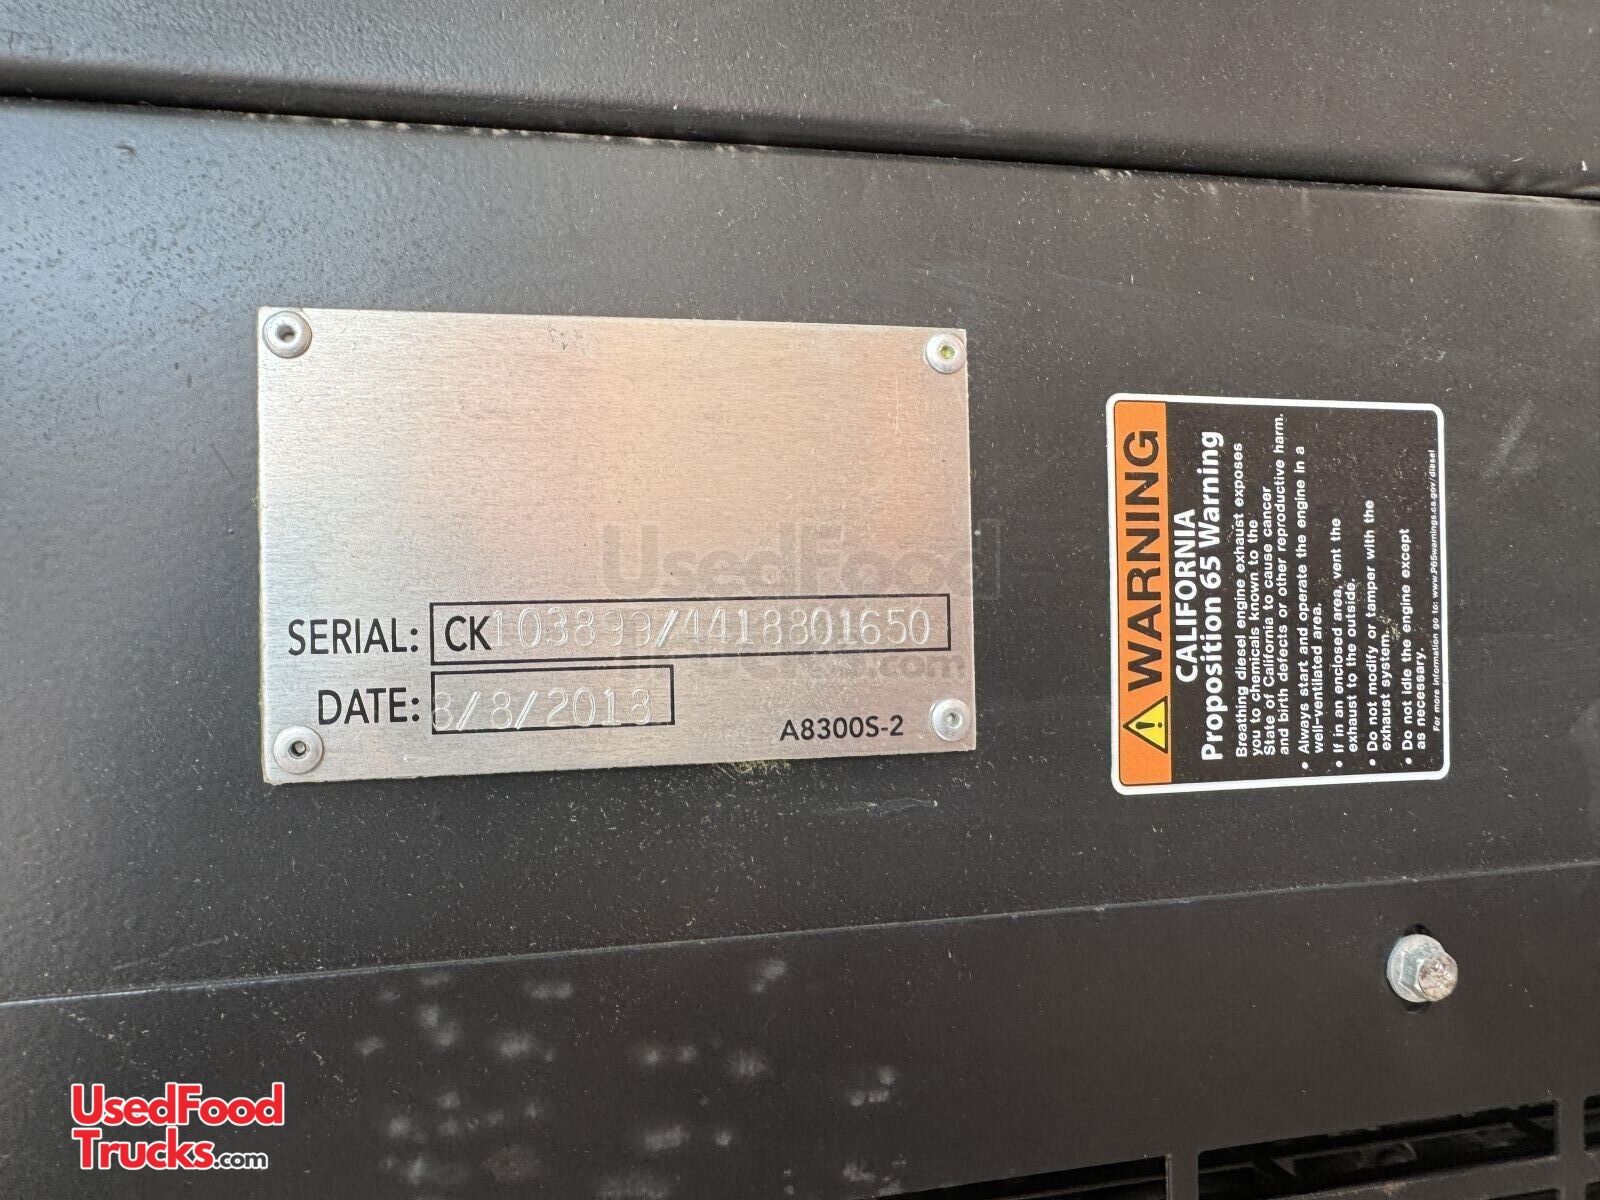 SERIAL: CK103899/4418801650
DATE: 8/8/2018
A8300S-2
WARNING
CALIFORNIA
Proposition 65 Warning
Breathing diesel engine exhaust exposes
you to chemicals known to the
State of California to cause cancer
and birth defects or other reproductive harm.
• Always start and operate the engine in a
well-ventilated area.
• If in an enclosed area, vent the
exhaust to the outside.
• Do not modify or tamper with the
exhaust system.
• Do not idle the engine except
as necessary.
For more information go to: www.P65warnings.ca.gov/diesel
UsedFood
Trucks.com
UsedFood
Trucks.com